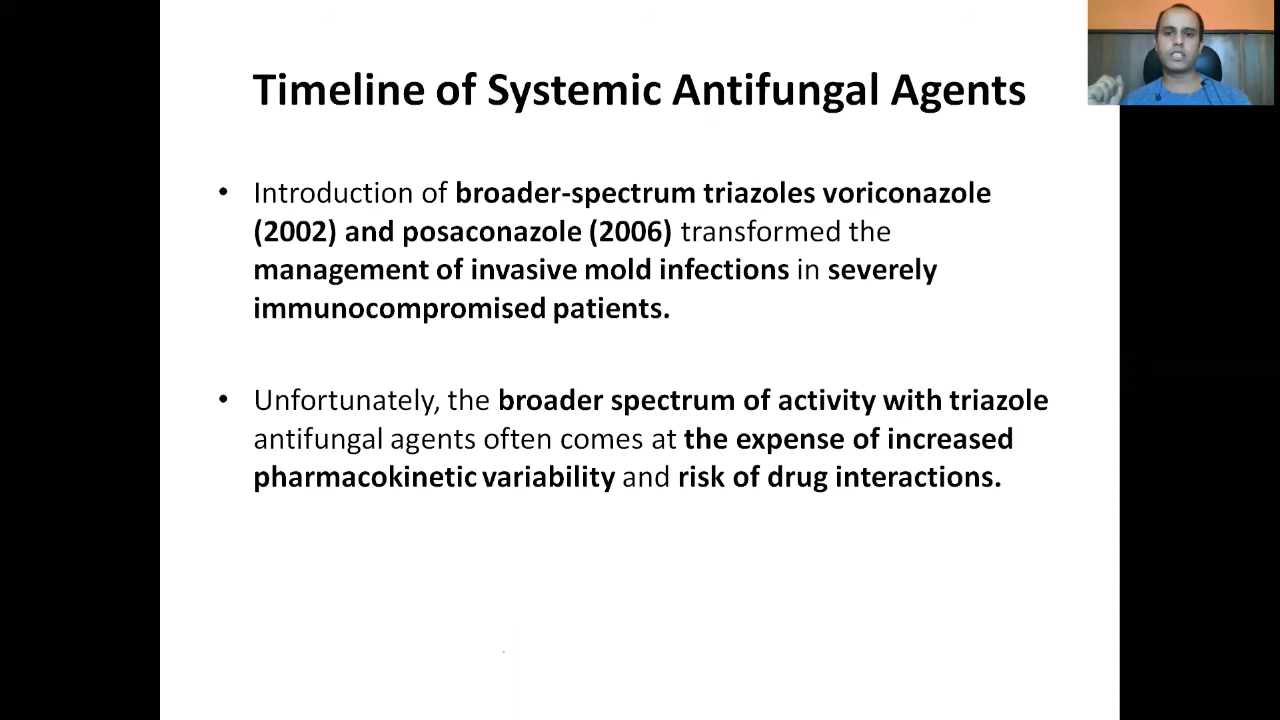 Timeline of Systemic Antifungal Agents
• Introduction of broader-spectrum triazoles voriconazole
(2002) and posaconazole (2006) transformed the
management of invasive mold infections in severely
immunocompromised patients.
• Unfortunately, the broader spectrum of activity with triazole
antifungal agents often comes at the expense of increased
pharmacokinetic variability and risk of drug interactions.